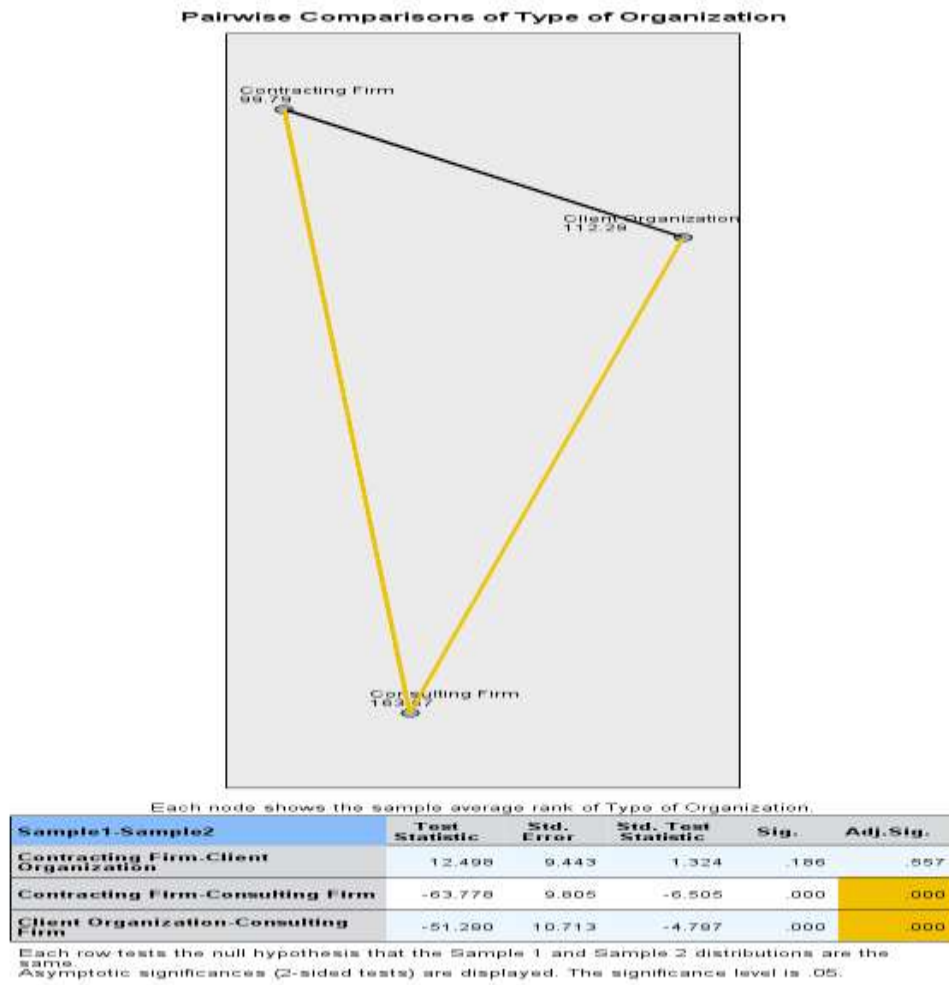 Pairwise Comparisons of Type of Organization
Contracting Firm
99.79
Client Organization
112.29
Consulting Firm
163.57
Each node shows the sample average rank of Type of Organization.
Sample1-Sample2 Test Statistic Std. Error Std. Test Statistic Sig. Adj.Sig.
Contracting Firm-Client Organization 12.498 9.443 1.324 .186 .557
Contracting Firm-Consulting Firm -63.778 9.805 -6.505 .000 .000
Client Organization-Consulting Firm -51.280 10.713 -4.787 .000 .000
Each row tests the null hypothesis that the Sample 1 and Sample 2 distributions are the
same.
Asymptotic significances (2-sided tests) are displayed. The significance level is .05.